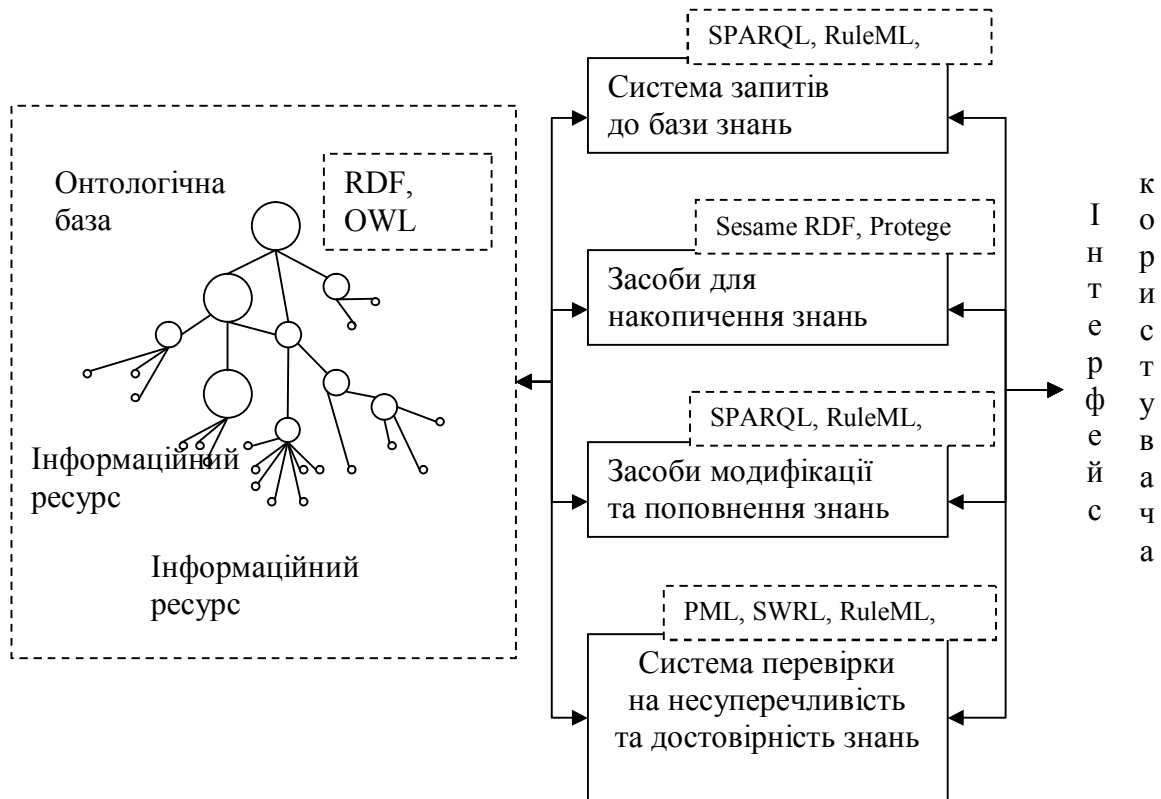 Онтологічна
база
RDF,
OWL
Інформаційний
ресурс
Інформаційний
ресурс
SPARQL, RuleML,
Система запитів
до бази знань
Sesame RDF, Protege
Засоби для
накопичення знань
SPARQL, RuleML,
Засоби модифікації
та поповнення знань
PML, SWRL, RuleML,
Система перевірки
на несуперечливість
та достовірність знань
Інтерфейс
користувача